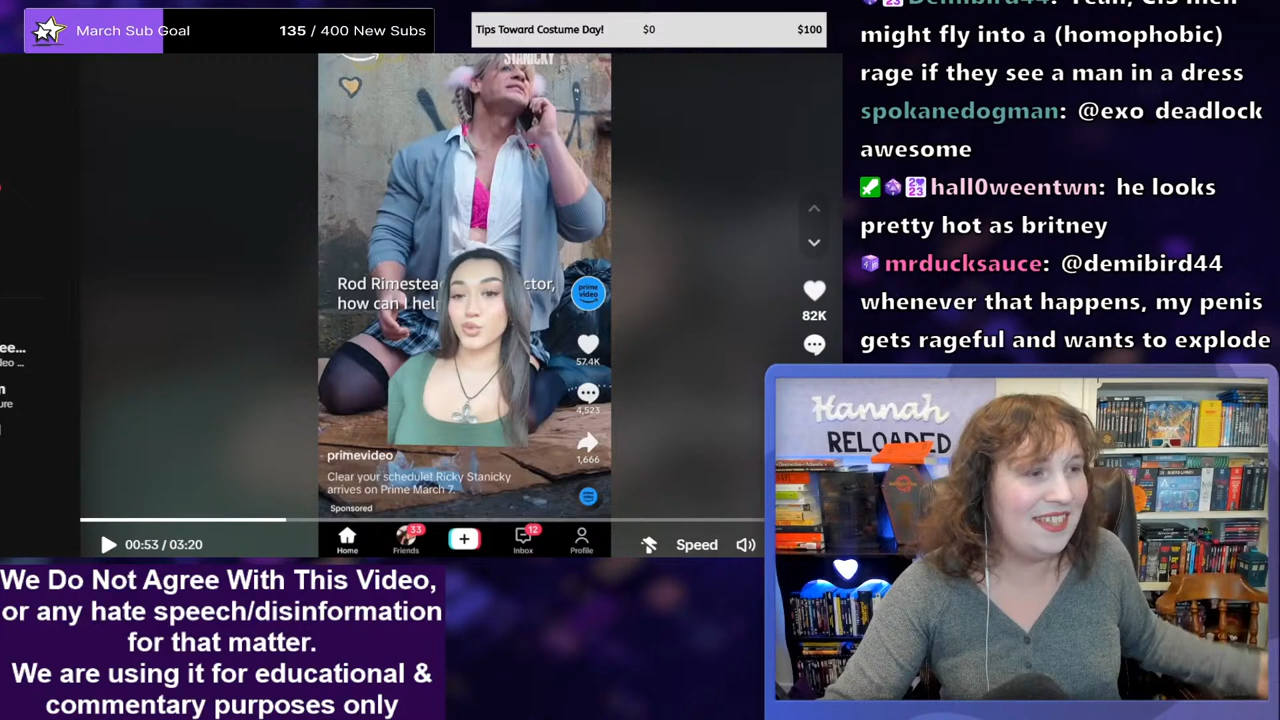 March Sub Goal
135 / 400 New Subs
Tips Toward Costume Day!
$0
$100
STANICKY
Rod Rimestead
ctor,
how can I help
prime video
57.4K
4,523
1,666
primevideo
Clear your schedule! Ricky Stanicky
arrives on Prime March 7.
Sponsored
82K
33
12
Home
Friends
Inbox
Profile
00:53 / 03:20
Speed
We Do Not Agree With This Video,
or any hate speech/disinformation
for that matter.
We are using it for educational &
commentary purposes only
might fly into a (homophobic)
rage if they see a man in a dress
spokanedogman: @exo deadlock
awesome
hall0weentwn: he looks
pretty hot as britney
mrducksauce: @demibird44
whenever that happens, my penis
gets rageful and wants to explode
Hannah
RELOADED